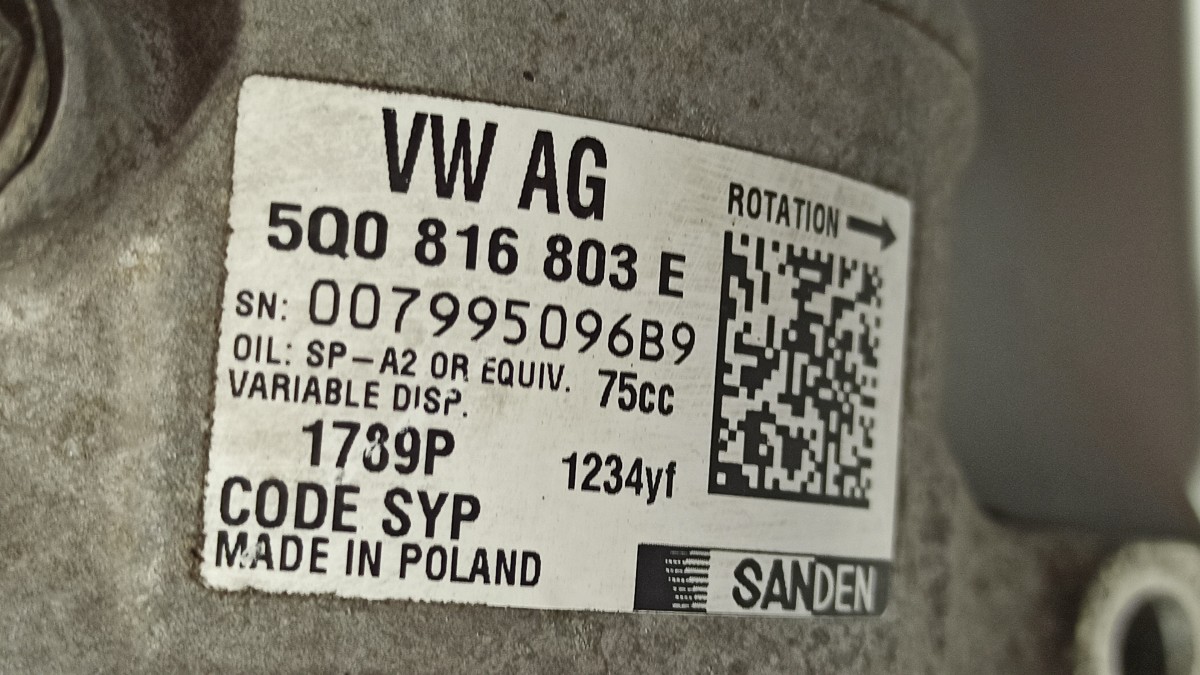 VW AG
5Q0 816 803 E
ROTATION →
SN: 007995096B9
OIL: SP-A2 OR EQUIV. 75cc
VARIABLE DISP.
1789P
1234yf
CODE SYP
MADE IN POLAND
SANDEN